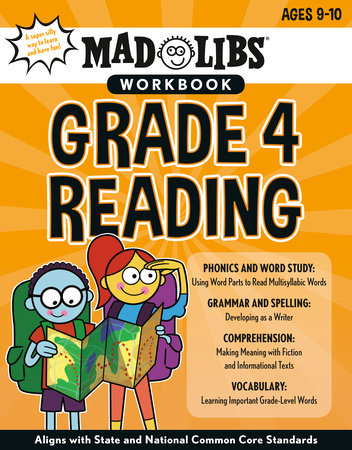 AGES 9-10
A super silly
way to learn
and have fun!
MAD LIBS®
WORKBOOK
GRADE 4
READING
PHONICS AND WORD STUDY:
Using Word Parts to Read Multisyllabic Words
GRAMMAR AND SPELLING:
Developing as a Writer
COMPREHENSION:
Making Meaning with Fiction
and Informational Texts
VOCABULARY:
Learning Important Grade-Level Words
Aligns with State and National Common Core Standards